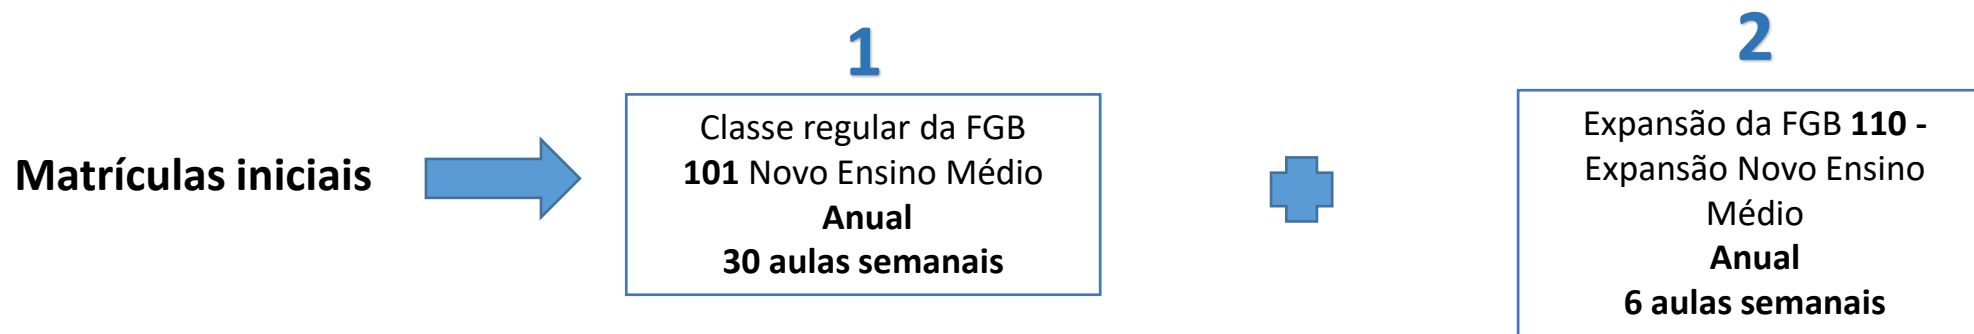 Matrículas iniciais
1
Classe regular da FGB
101 Novo Ensino Médio
Anual
30 aulas semanais
2
Expansão da FGB 110 -
Expansão Novo Ensino
Médio
Anual
6 aulas semanais